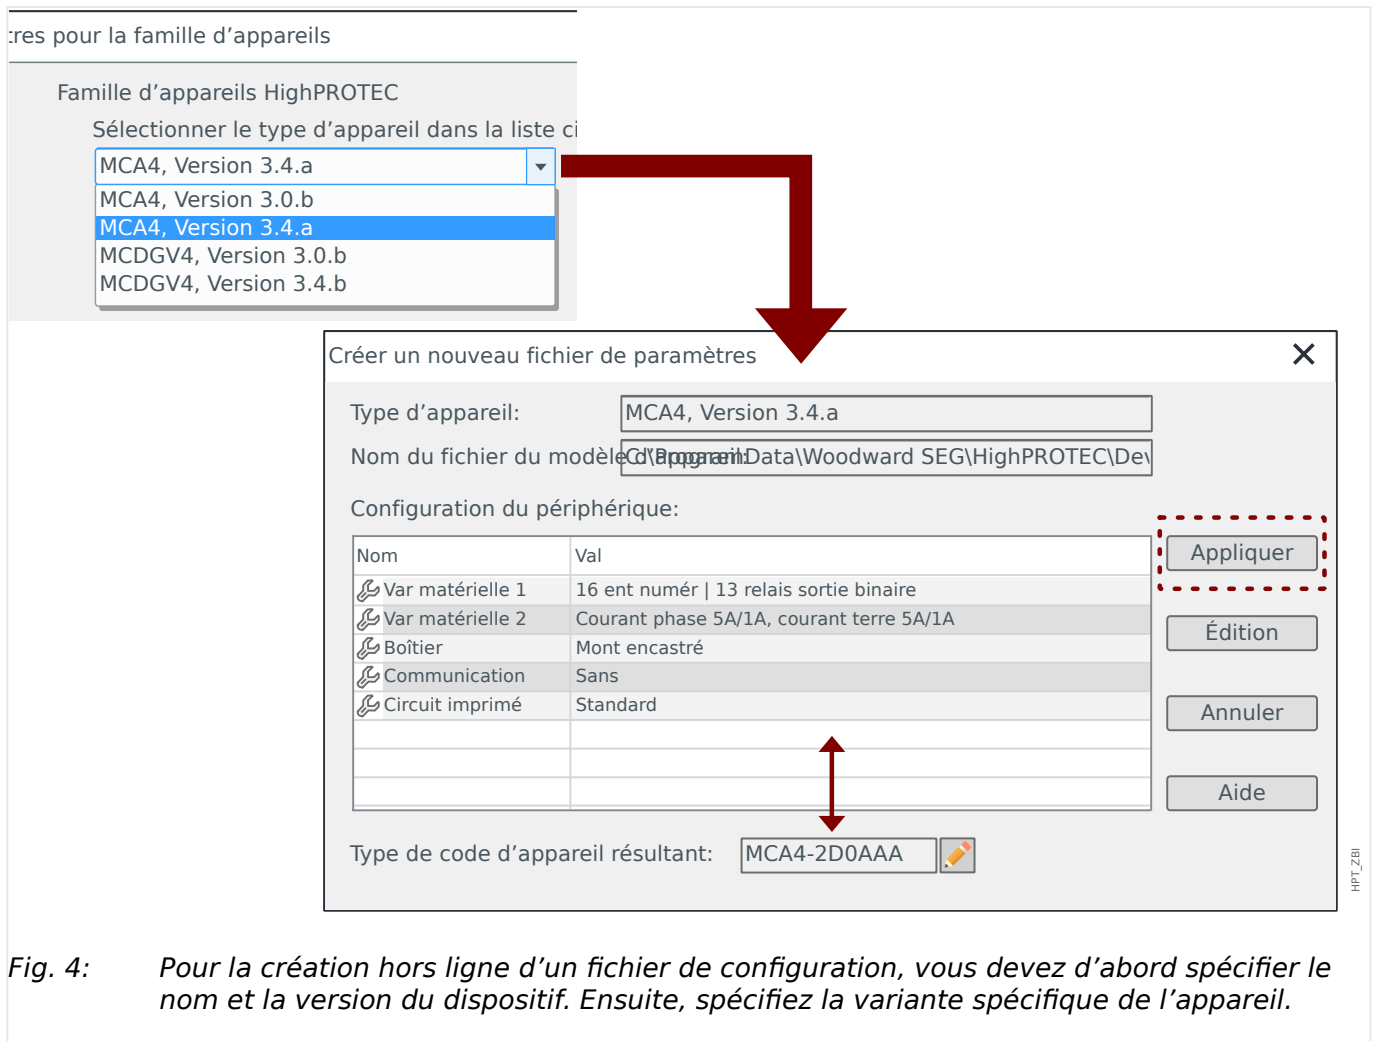 tres pour la famille d’appareils
Famille d’appareils HighPROTEC
Sélectionner le type d’appareil dans la liste ci
MCA4, Version 3.4.a
MCA4, Version 3.0.b
MCA4, Version 3.4.a
MCDGV4, Version 3.0.b
MCDGV4, Version 3.4.b
Créer un nouveau fichier de paramètres
Type d’appareil: MCA4, Version 3.4.a
Nom du fichier du modèle d’appareil: C:\ProgramData\Woodward SEG\HighPROTEC\Dev
Configuration du périphérique:
Nom Val
Var matérielle 1 16 ent numér | 13 relais sortie binaire
Var matérielle 2 Courant phase 5A/1A, courant terre 5A/1A
Boîtier Mont encastré
Communication Sans
Circuit imprimé Standard
Appliquer
Édition
Annuler
Aide
Type de code d’appareil résultant: MCA4-2D0AAA
HPT_ZBI
Fig. 4: Pour la création hors ligne d’un fichier de configuration, vous devez d’abord spécifier le
nom et la version du dispositif. Ensuite, spécifiez la variante spécifique de l’appareil.